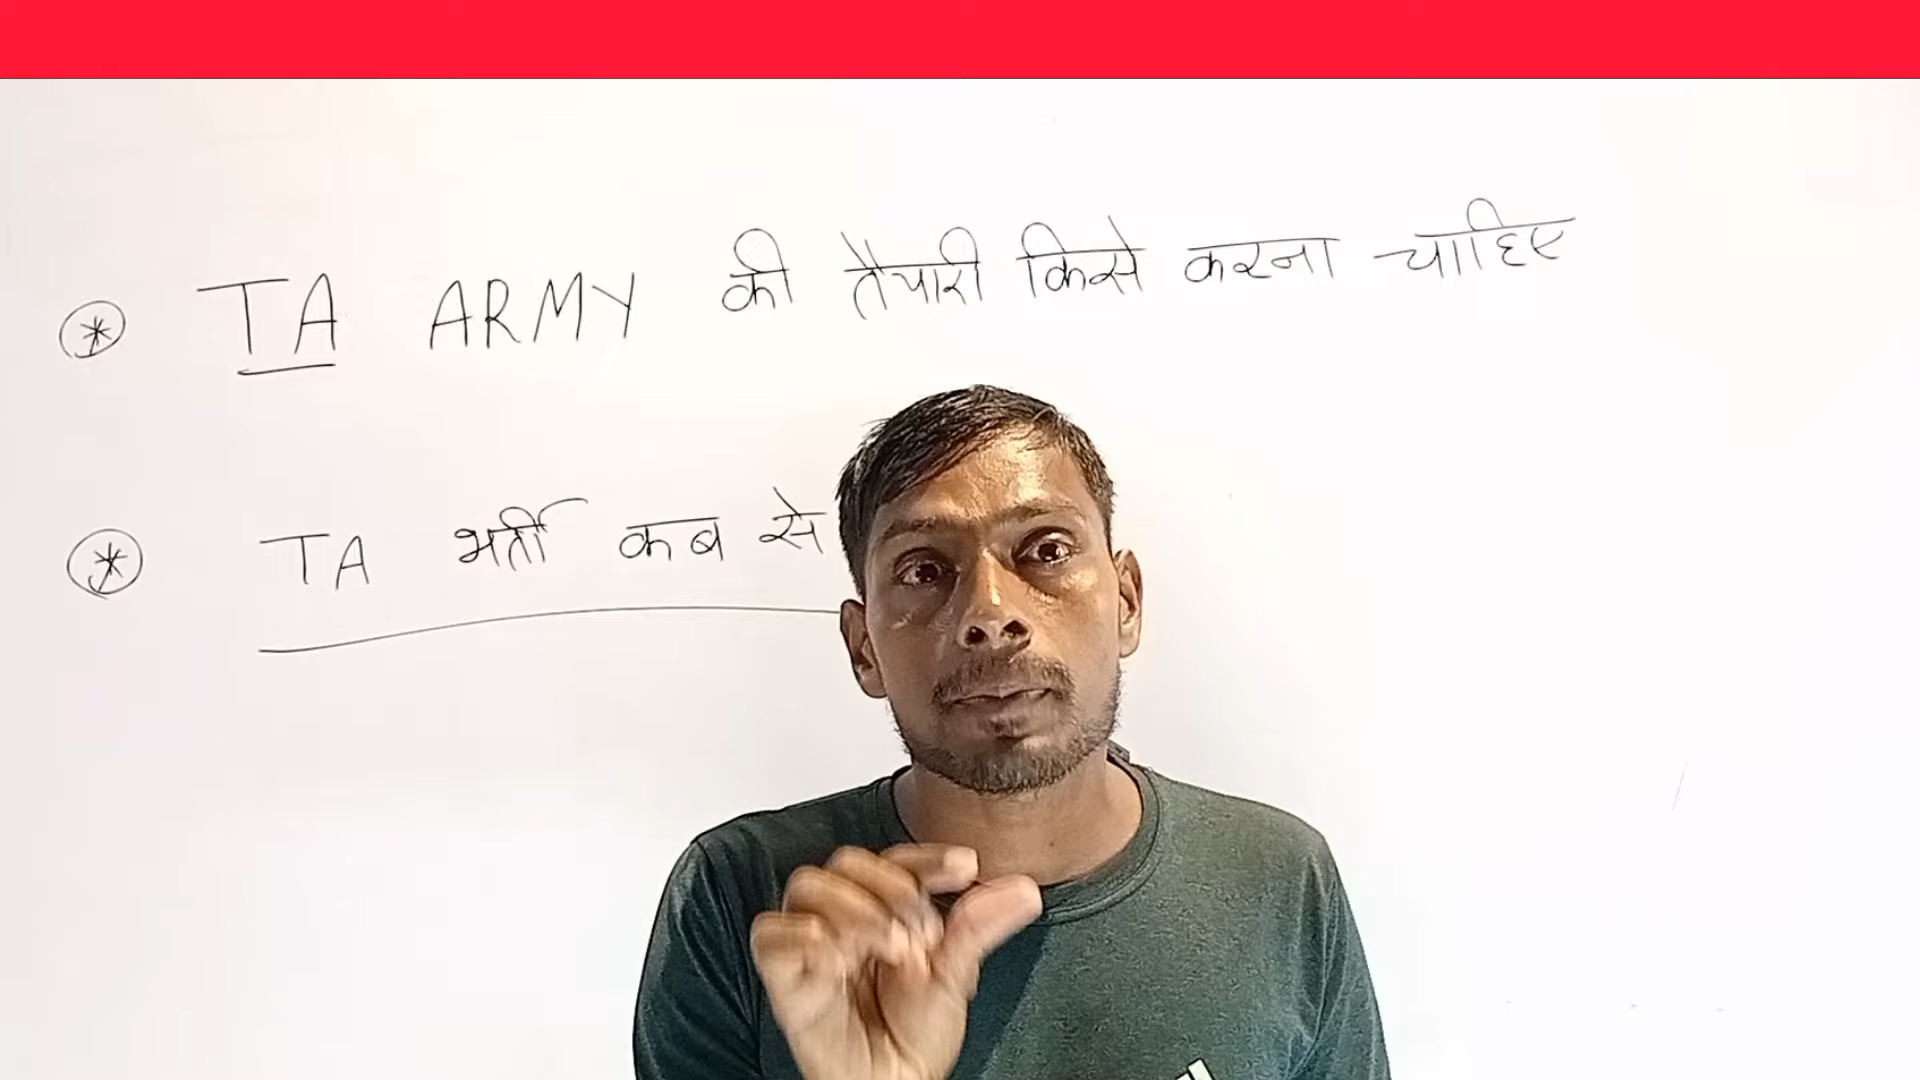 TA ARMY की तैयारी किसे करना चाहिए
TA भर्ती कब से